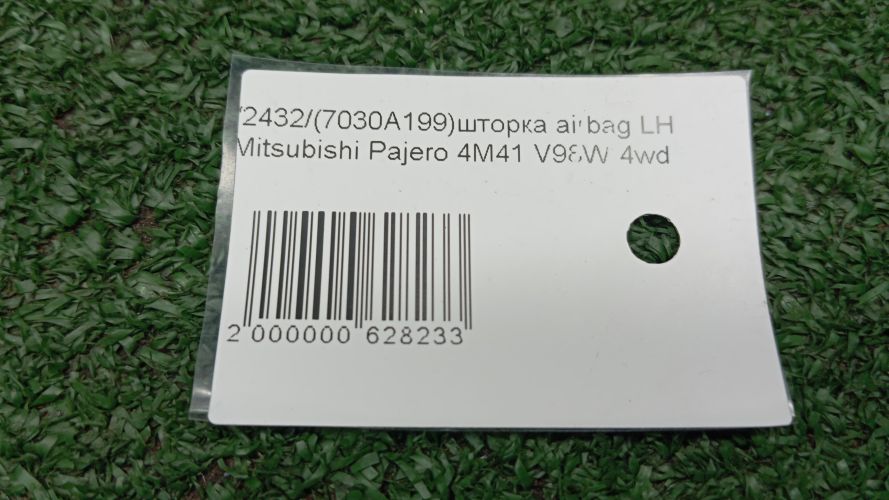 /2432/(7030A199)шторка airbag LH
Mitsubishi Pajero 4M41 V98W 4wd
2 000000 628233